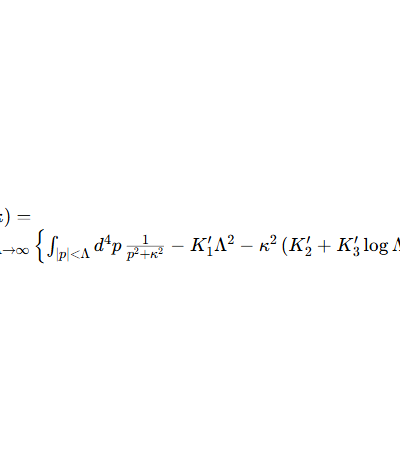 ) =
→∞ { ∫_{|p|<Λ} d⁴p 1/(p²+κ²) − K′₁Λ² − κ² (K′₂ + K′₃ log Λ